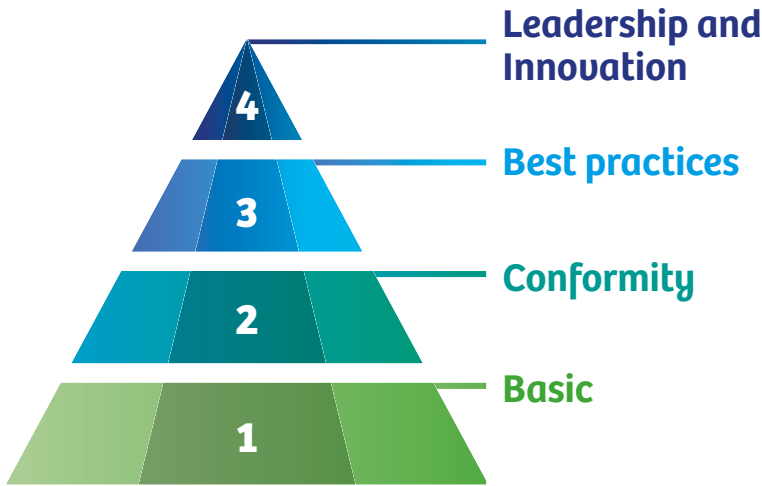 Leadership and
Innovation
4
Best practices
3
Conformity
2
Basic
1